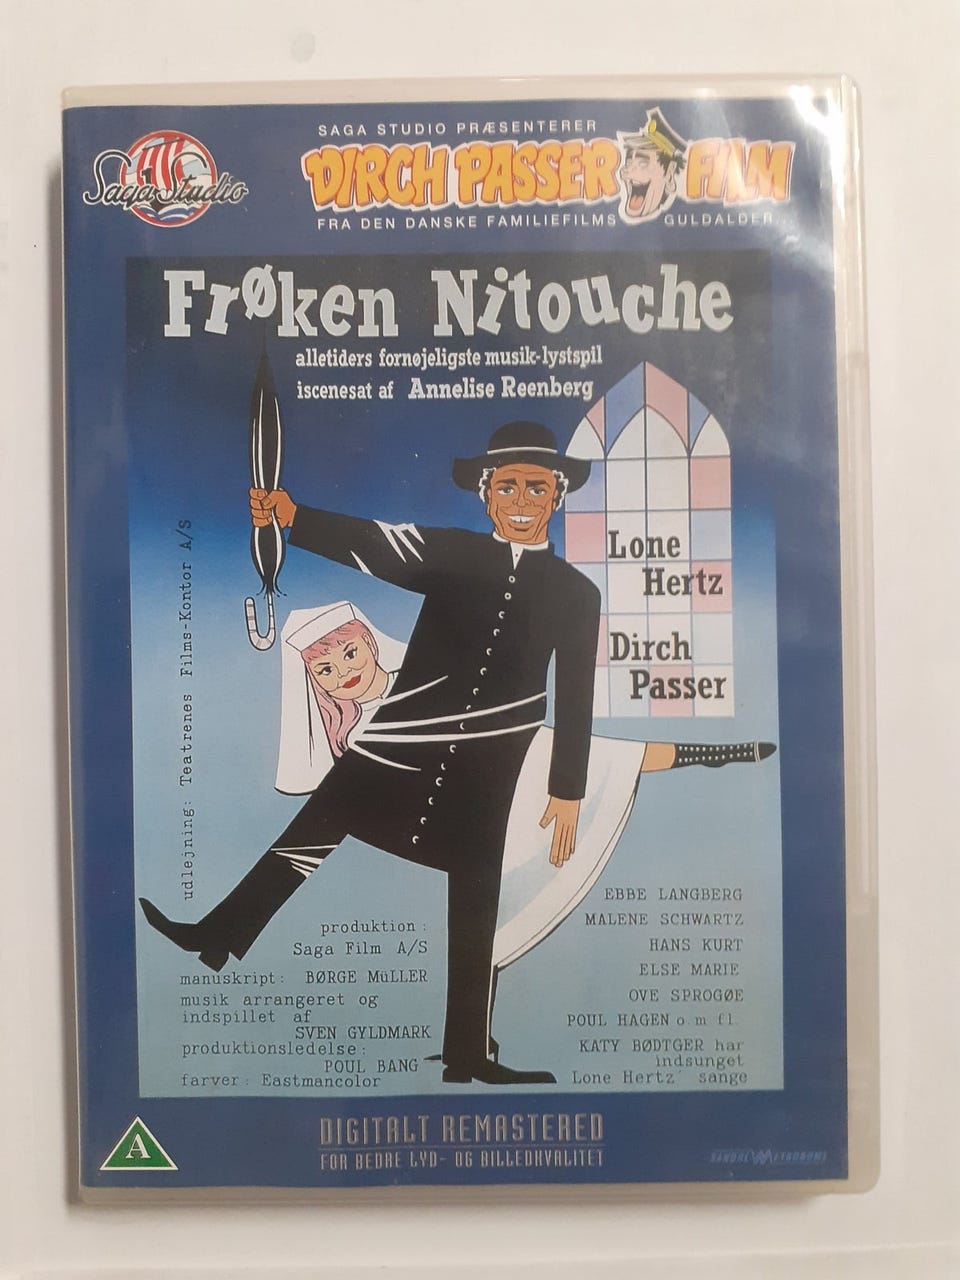 Saga Studio
SAGA STUDIO PRÆSENTERER
DIRCH PASSER FILM
FRA DEN DANSKE FAMILIEFILMS GULDALDER...
Frøken Nitouche
alletiders fornøjeligste musik-lystspil
iscenesat af Annelise Reenberg
Lone
Hertz
Dirch
Passer
udlejning: Teatrenes Films-Kontor A/S
produktion:
Saga Film A/S
manuskript: BØRGE MüLLER
musik arrangeret og
indspillet af
SVEN GYLDMARK
produktionsledelse:
POUL BANG
farver: Eastmancolor
EBBE LANGBERG
MALENE SCHWARTZ
HANS KURT
ELSE MARIE
OVE SPROGØE
POUL HAGEN o.m fl.
KATY BØDTGER har
indsunget
Lone Hertz' sange
A
DIGITALT REMASTERED
FOR BEDRE LYD- OG BILLEDKVALITET
SANDREW METRONOME